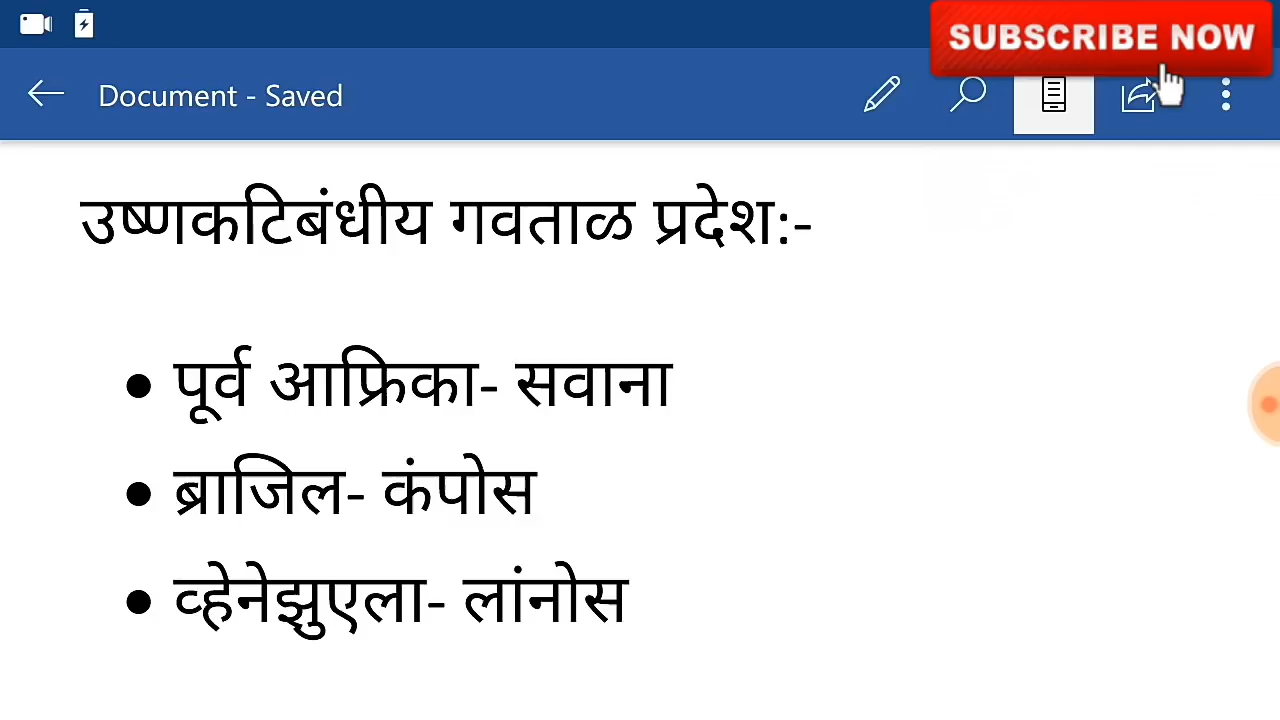 SUBSCRIBE NOW
Document - Saved
उष्णकटिबंधीय गवताळ प्रदेश:-
• पूर्व आफ्रिका- सवाना
• ब्राजिल- कंपोस
• व्हेनेझुएला- लांनोस